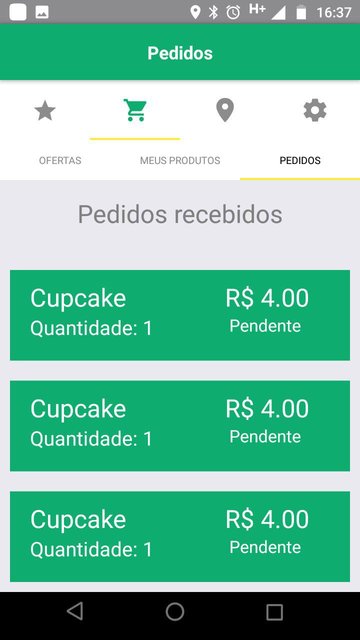 H+ 16:37
Pedidos
OFERTAS MEUS PRODUTOS PEDIDOS
Pedidos recebidos
Cupcake R$ 4.00
Quantidade: 1 Pendente
Cupcake R$ 4.00
Quantidade: 1 Pendente
Cupcake R$ 4.00
Quantidade: 1 Pendente